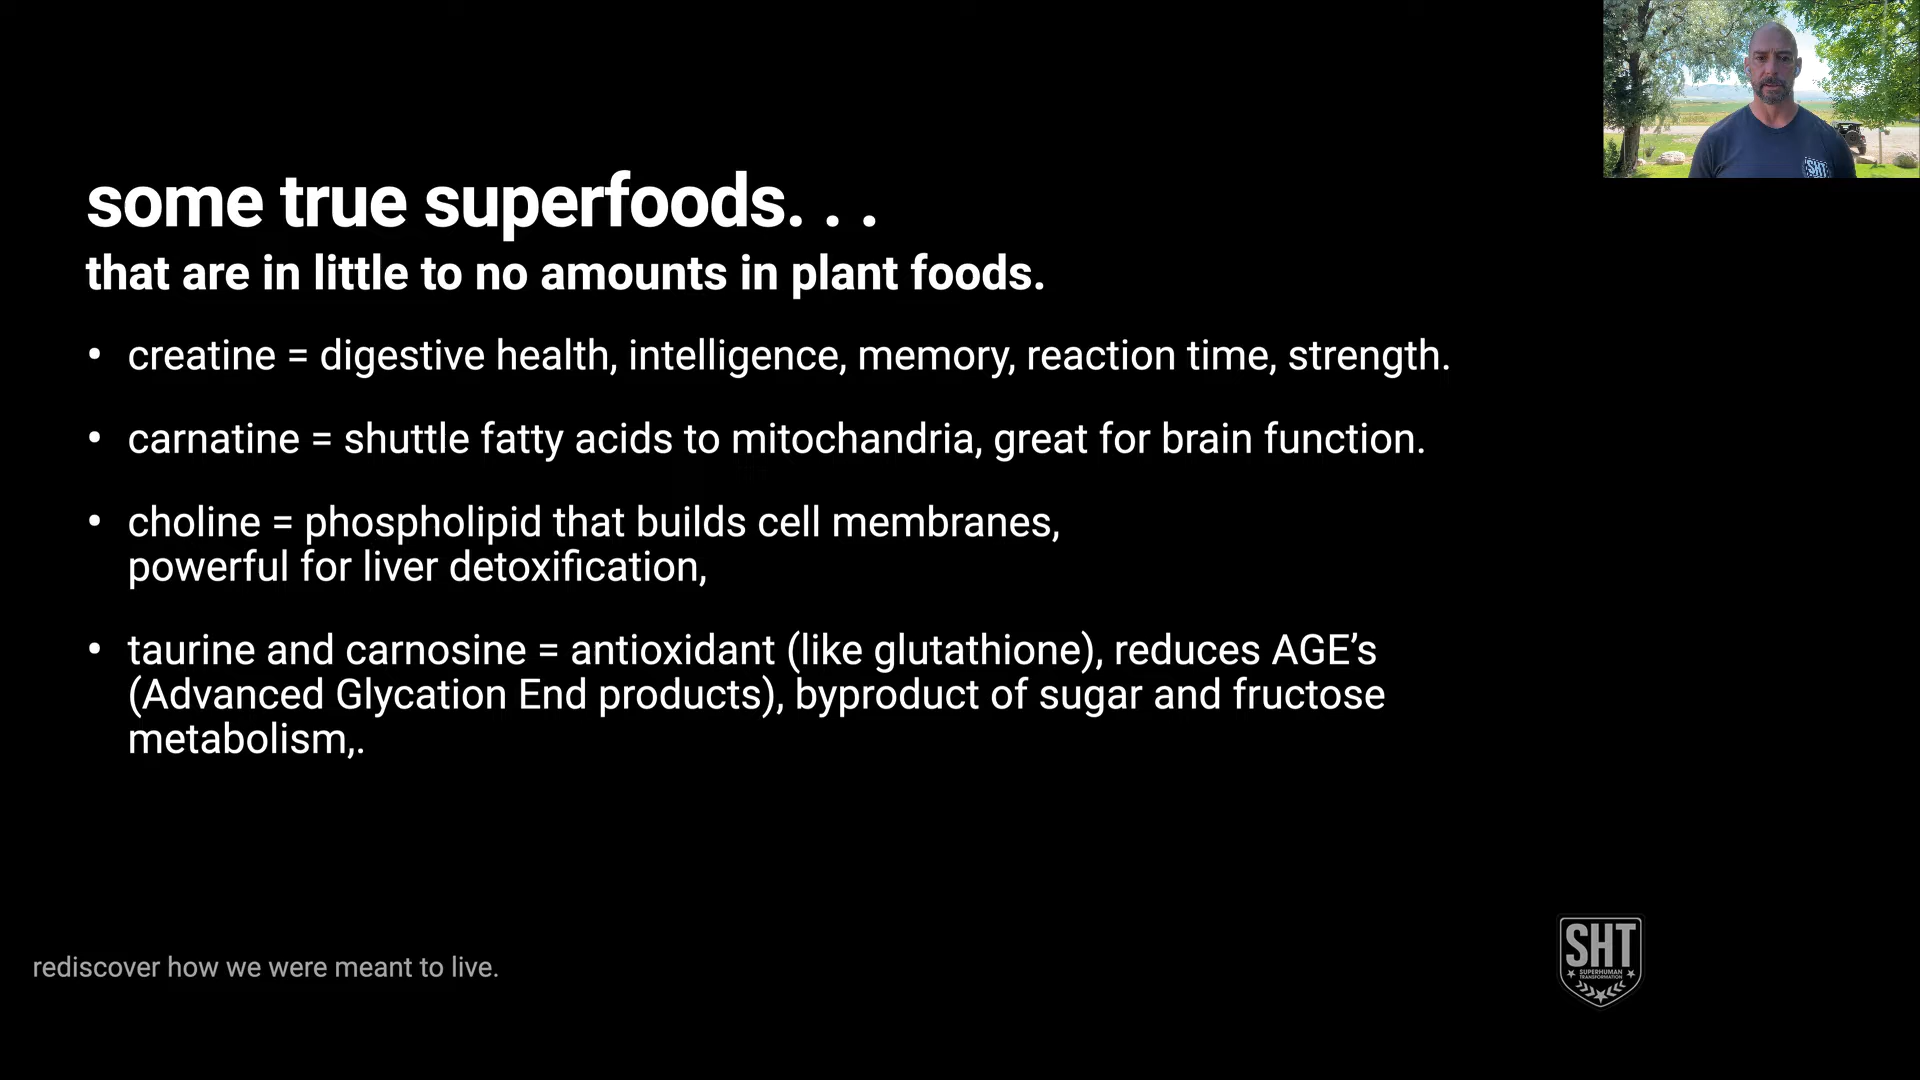 some true superfoods. . .
that are in little to no amounts in plant foods.
• creatine = digestive health, intelligence, memory, reaction time, strength.
• carnatine = shuttle fatty acids to mitochandria, great for brain function.
• choline = phospholipid that builds cell membranes,
powerful for liver detoxification,
• taurine and carnosine = antioxidant (like glutathione), reduces AGE’s
(Advanced Glycation End products), byproduct of sugar and fructose
metabolism,.
rediscover how we were meant to live.
SHT
SUPERHUMAN
TRANSFORMATION
SHT